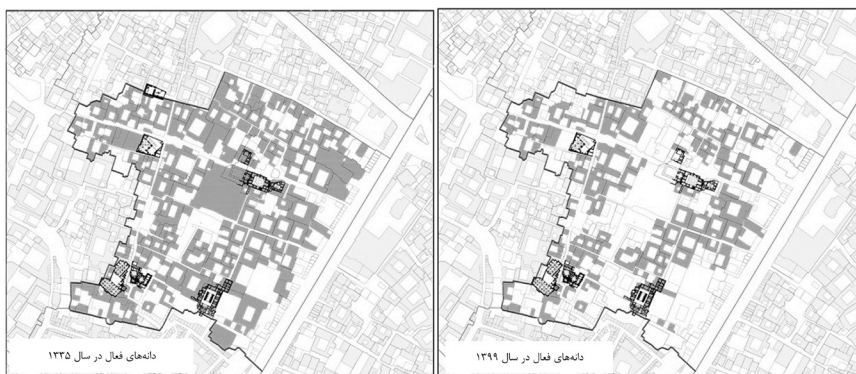 دانه‌های فعال در سال ۱۳۹۹
دانه‌های فعال در سال ۱۳۳۵